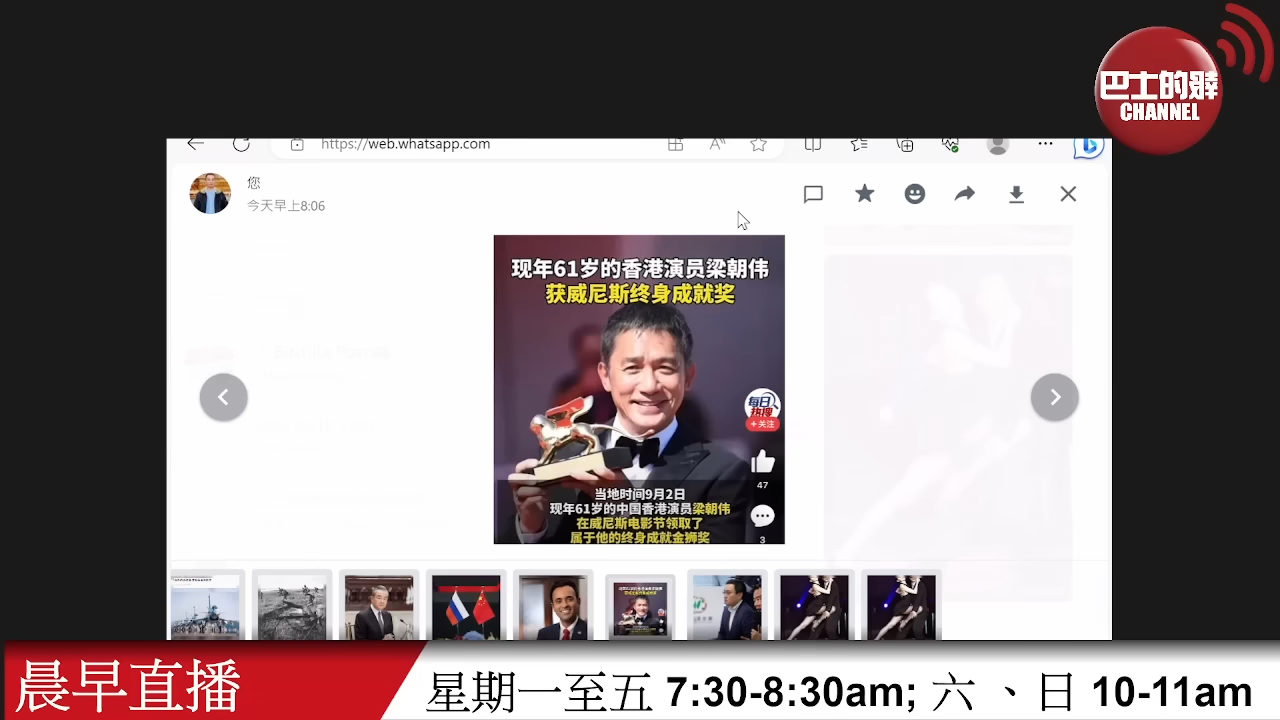 巴士的報
CHANNEL
https://web.whatsapp.com
您
今天早上8:06
现年61岁的香港演员梁朝伟
获威尼斯终身成就奖
每日
热搜
+关注
47
当地时间9月2日
现年61岁的中国香港演员梁朝伟
在威尼斯电影节领取了
属于他的终身成就金狮奖
3
晨早直播
星期一至五 7:30-8:30am; 六、日 10-11am